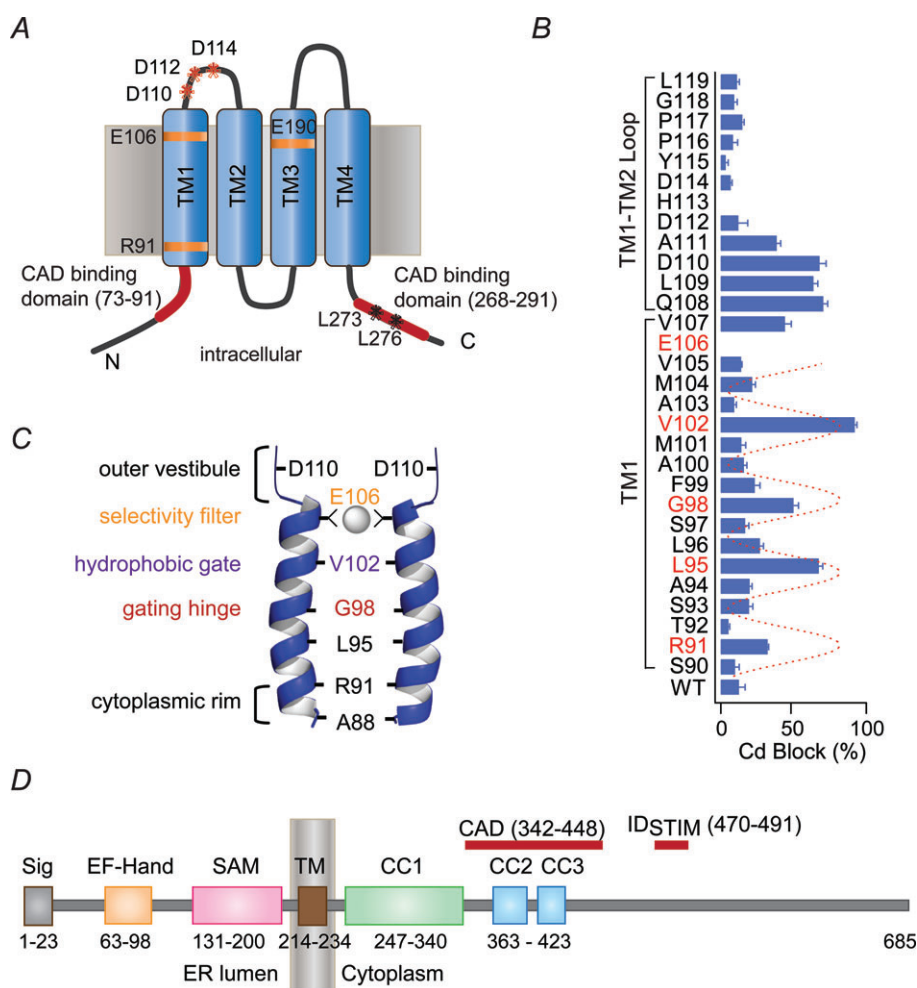 A
D114
D112
D110
E106
E190
TM1
TM2
TM3
TM4
R91
CAD binding
domain (73-91)
CAD binding
domain (268-291)
L273
L276
N
intracellular
C
B
TM1-TM2 Loop
L119
G118
P117
P116
Y115
D114
H113
D112
A111
D110
L109
Q108
TM1
V107
E106
V105
M104
A103
V102
M101
A100
F99
G98
S97
L96
L95
A94
S93
T92
R91
S90
WT
0 50 100
Cd Block (%)
C
outer vestibule
D110 D110
E106
selectivity filter
hydrophobic gate
V102
gating hinge
G98
L95
R91
cytoplasmic rim
A88
D
CAD (342-448)
IDSTIM (470-491)
Sig EF-Hand SAM TM CC1 CC2 CC3
1-23 63-98 131-200 214-234 247-340 363 - 423 685
ER lumen Cytoplasm